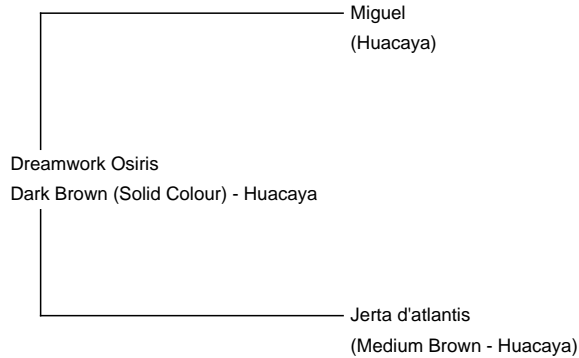 Miguel
(Huacaya)
Dreamwork Osiris
Dark Brown (Solid Colour) - Huacaya
Jerta d'atlantis
(Medium Brown - Huacaya)